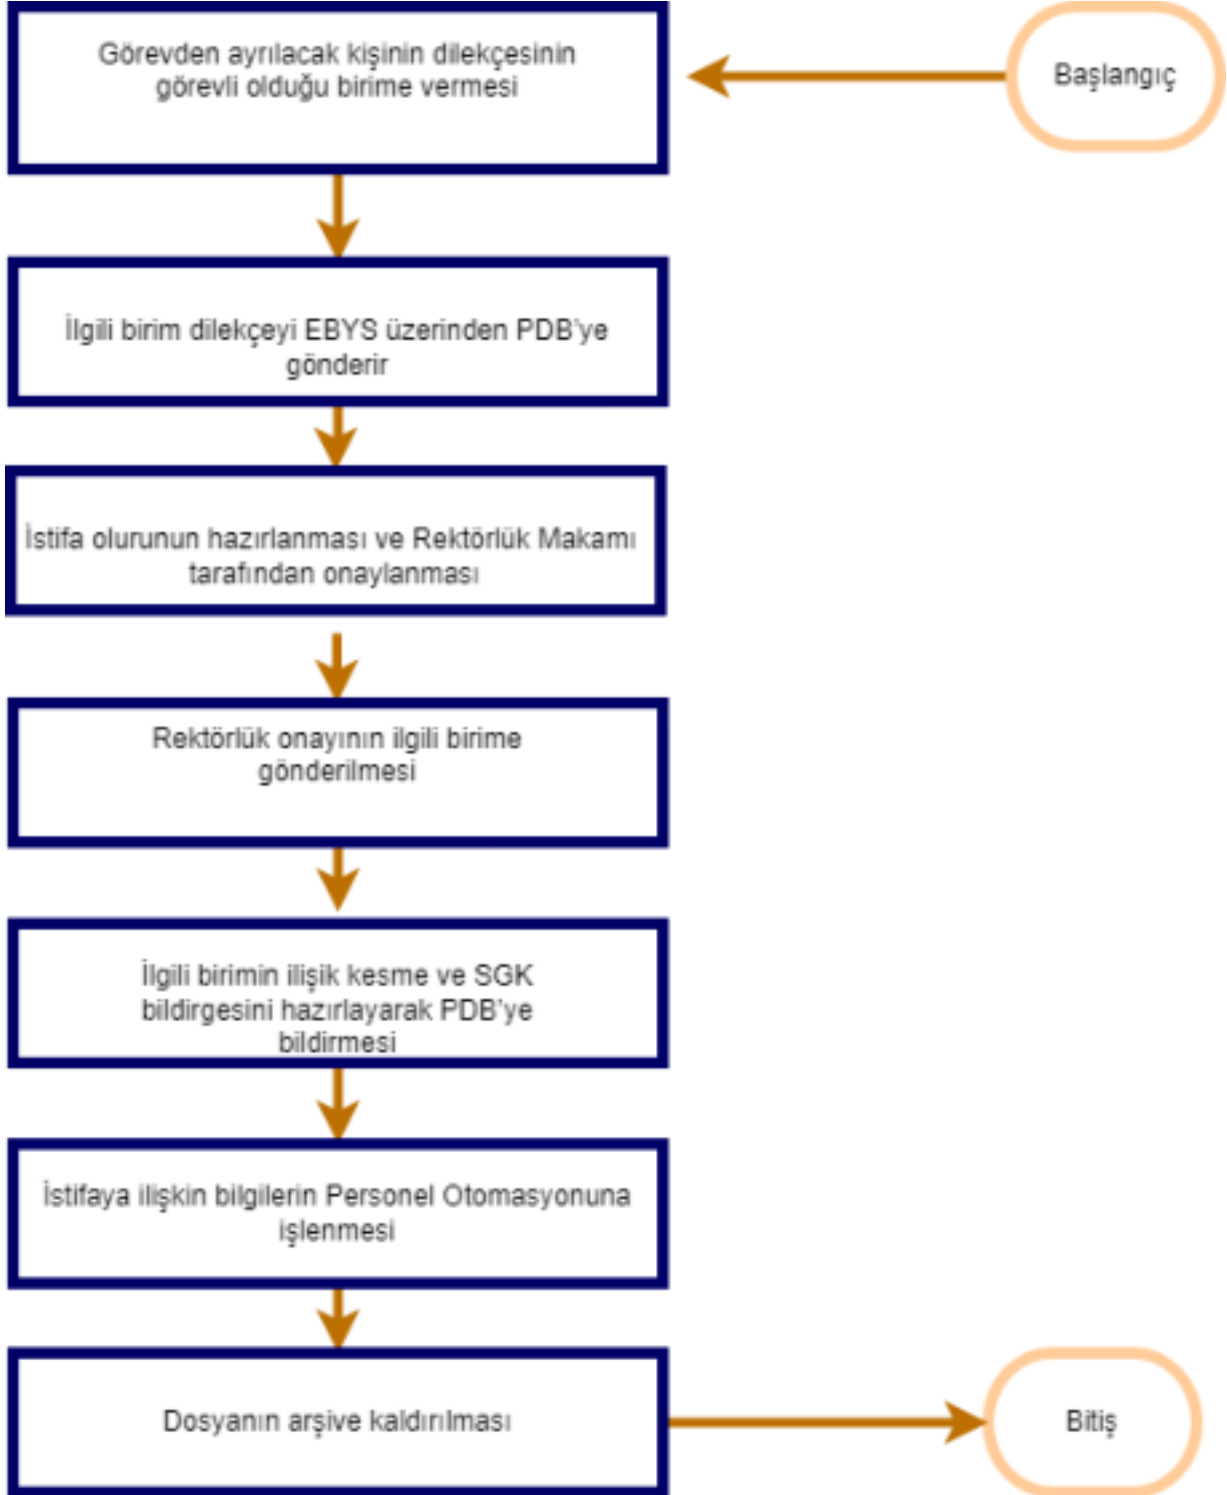 Başlangıç
Görevden ayrılacak kişinin dilekçesinin
görevli olduğu birime vermesi
İlgili birim dilekçeyi EBYS üzerinden PDB'ye
gönderir
İstifa olurunun hazırlanması ve Rektörlük Makamı
tarafından onaylanması
Rektörlük onayının ilgili birime
gönderilmesi
İlgili birimin ilişik kesme ve SGK
bildirgesini hazırlayarak PDB'ye
bildirmesi
İstifaya ilişkin bilgilerin Personel Otomasyonuna
işlenmesi
Dosyanın arşive kaldırılması
Bitiş